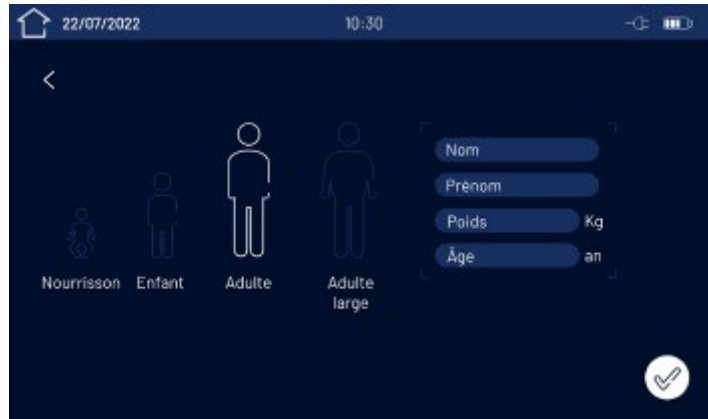 22/07/2022 10:30
Nom
Prénom
Poids Kg
Âge an
Nourrisson Enfant Adulte Adulte
large